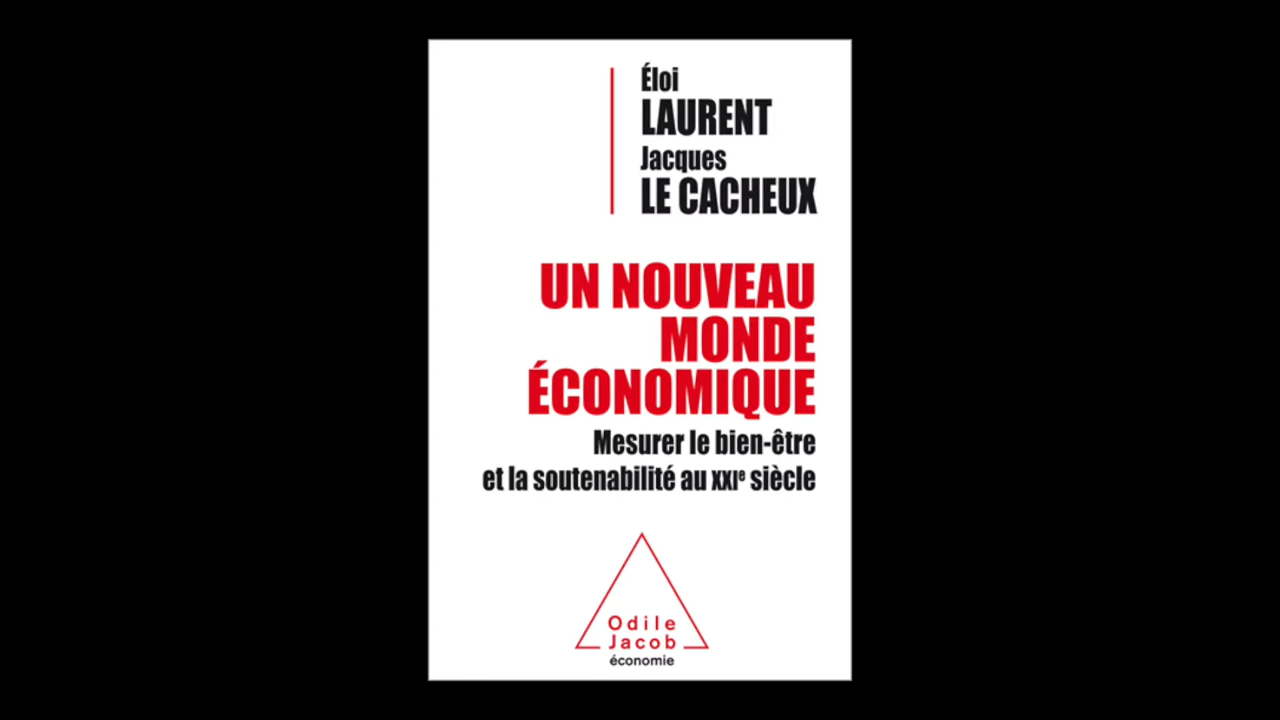 Éloi
LAURENT
Jacques
LE CACHEUX
UN NOUVEAU
MONDE
ÉCONOMIQUE
Mesurer le bien-être
et la soutenabilité au XXIᵉ siècle
Odile
Jacob
économie